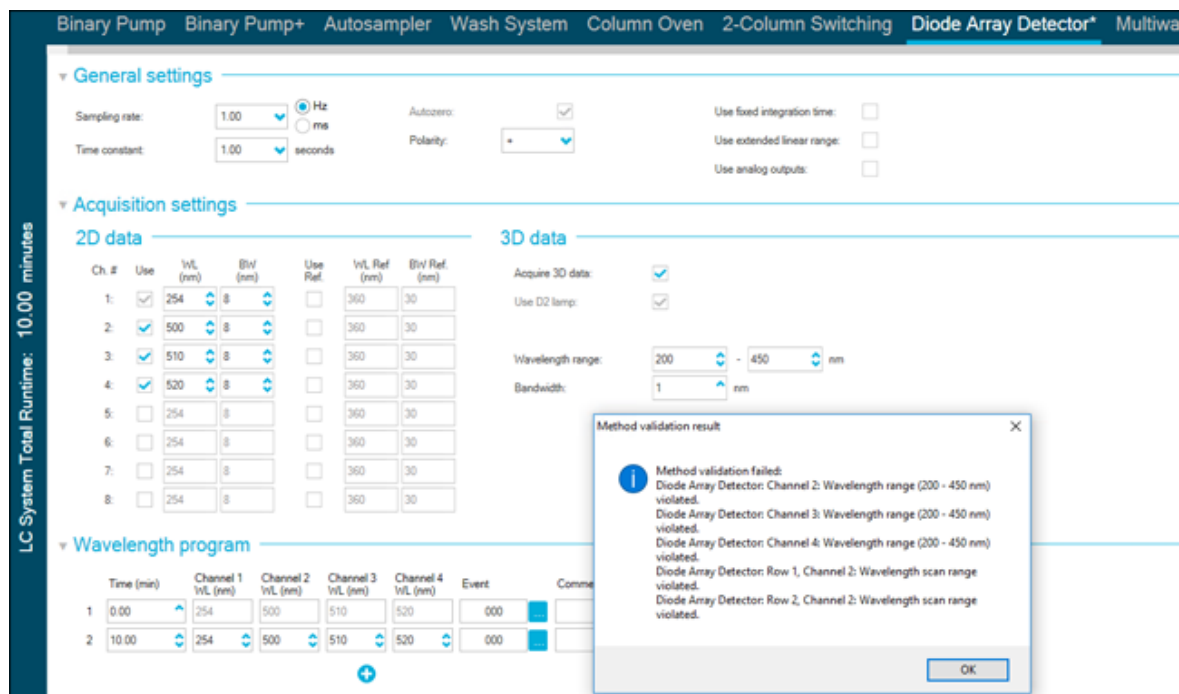 Binary Pump Binary Pump+ Autosampler Wash System Column Oven 2-Column Switching Diode Array Detector* Multiwa
LC System Total Runtime: 10.00 minutes
General settings
Sampling rate: 1.00 Hz ms
Time constant: 1.00 seconds
Autozero:
Polarity: +
Use fixed integration time:
Use extended linear range:
Use analog outputs:
Acquisition settings
2D data
Ch. # Use WL (nm) BW (nm) Use Ref. WL Ref (nm) BW Ref. (nm)
1: 254 8 360 30
2: 500 8 360 30
3: 510 8 360 30
4: 520 8 360 30
5: 254 8 360 30
6: 254 8 360 30
7: 254 8 360 30
8: 254 8 360 30
3D data
Acquire 3D data:
Use D2 lamp:
Wavelength range: 200 - 450 nm
Bandwidth: 1 nm
Wavelength program
Time (min) Channel 1 WL (nm) Channel 2 WL (nm) Channel 3 WL (nm) Channel 4 WL (nm) Event Comme
1 0.00 254 500 510 520 000 ...
2 10.00 254 500 510 520 000 ...
Method validation result
Method validation failed:
Diode Array Detector: Channel 2: Wavelength range (200 - 450 nm)
violated.
Diode Array Detector: Channel 3: Wavelength range (200 - 450 nm)
violated.
Diode Array Detector: Channel 4: Wavelength range (200 - 450 nm)
violated.
Diode Array Detector: Row 1, Channel 2: Wavelength scan range
violated.
Diode Array Detector: Row 2, Channel 2: Wavelength scan range
violated.
OK